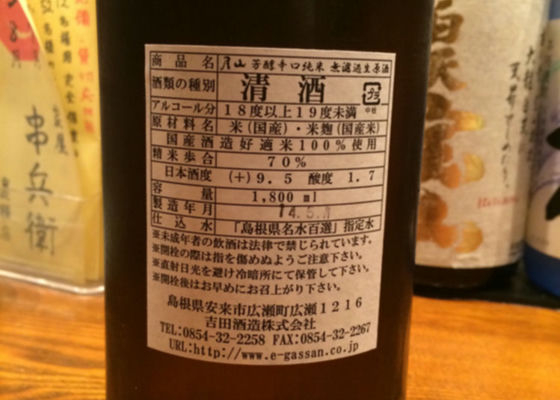 商品名 月山 芳醇辛口純米 無濾過生原酒
酒類の種別 清酒
アルコール分 18度以上19度未満
原材料名 米(国産)・米麹(国産米)
国産酒造好適米100%使用
精米歩合 70%
日本酒度 (+)9.5 酸度 1.7
容量 1,800ml
製造年月 14.5.
仕込水 「島根県名水百選」指定水
※未成年者の飲酒は法律で禁じられています。
※開栓の際は指を傷めぬようご注意下さい。
※直射日光を避け冷暗所にて保管して下さい。
※開栓後はお早めにお召上がり下さい。
島根県安来市広瀬町広瀬1216
吉田酒造株式会社
TEL:0854-32-2258 FAX:0854-32-2267
URL:http://www.e-gassan.co.jp
串兵衛